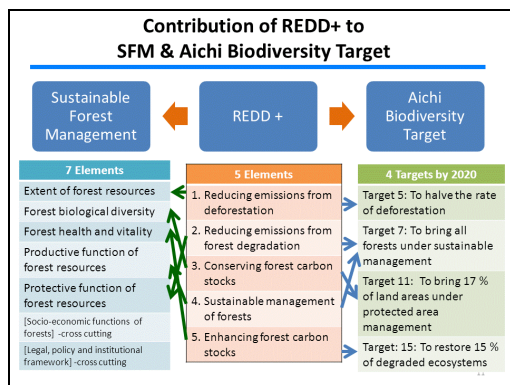 Contribution of REDD+ to
SFM & Aichi Biodiversity Target
Sustainable
Forest
Management
REDD +
Aichi
Biodiversity
Target
7 Elements
Extent of forest resources
Forest biological diversity
Forest health and vitality
Productive function of
forest resources
Protective function of
forest resources
[Socio-economic functions of
forests] -cross cutting
[Legal, policy and institutional
framework] -cross cutting
5 Elements
1. Reducing emissions from
deforestation
2. Reducing emissions from
forest degradation
3. Conserving forest carbon
stocks
4. Sustainable management
of forests
5. Enhancing forest carbon
stocks
4 Targets by 2020
Target 5: To halve the rate
of deforestation
Target 7: To bring all
forests under sustainable
management
Target 11: To bring 17 %
of land areas under
protected area
management
Target: 15: To restore 15 %
of degraded ecosystems